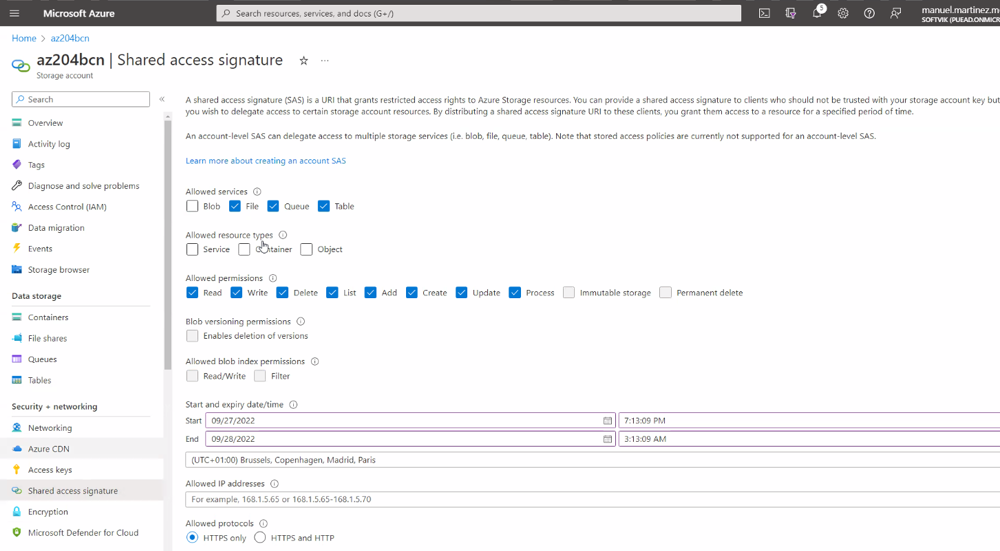 Microsoft Azure
Search resources, services, and docs (G+/)
5
manuel.martinez.m
SOFTVIK (PUEAD.ONMICR
Home > az204bcn
az204bcn | Shared access signature
Storage account
Search
Overview
Activity log
Tags
Diagnose and solve problems
Access Control (IAM)
Data migration
Events
Storage browser
Data storage
Containers
File shares
Queues
Tables
Security + networking
Networking
Azure CDN
Access keys
Shared access signature
Encryption
Microsoft Defender for Cloud
A shared access signature (SAS) is a URI that grants restricted access rights to Azure Storage resources. You can provide a shared access signature to clients who should not be trusted with your storage account key but
you wish to delegate access to certain storage account resources. By distributing a shared access signature URI to these clients, you grant them access to a resource for a specified period of time.
An account-level SAS can delegate access to multiple storage services (i.e. blob, file, queue, table). Note that stored access policies are currently not supported for an account-level SAS.
Learn more about creating an account SAS
Allowed services
Blob File Queue Table
Allowed resource types
Service Container Object
Allowed permissions
Read Write Delete List Add Create Update Process Immutable storage Permanent delete
Blob versioning permissions
Enables deletion of versions
Allowed blob index permissions
Read/Write Filter
Start and expiry date/time
Start 09/27/2022 7:13:09 PM
End 09/28/2022 3:13:09 AM
(UTC+01:00) Brussels, Copenhagen, Madrid, Paris
Allowed IP addresses
For example, 168.1.5.65 or 168.1.5.65-168.1.5.70
Allowed protocols
HTTPS only HTTPS and HTTP